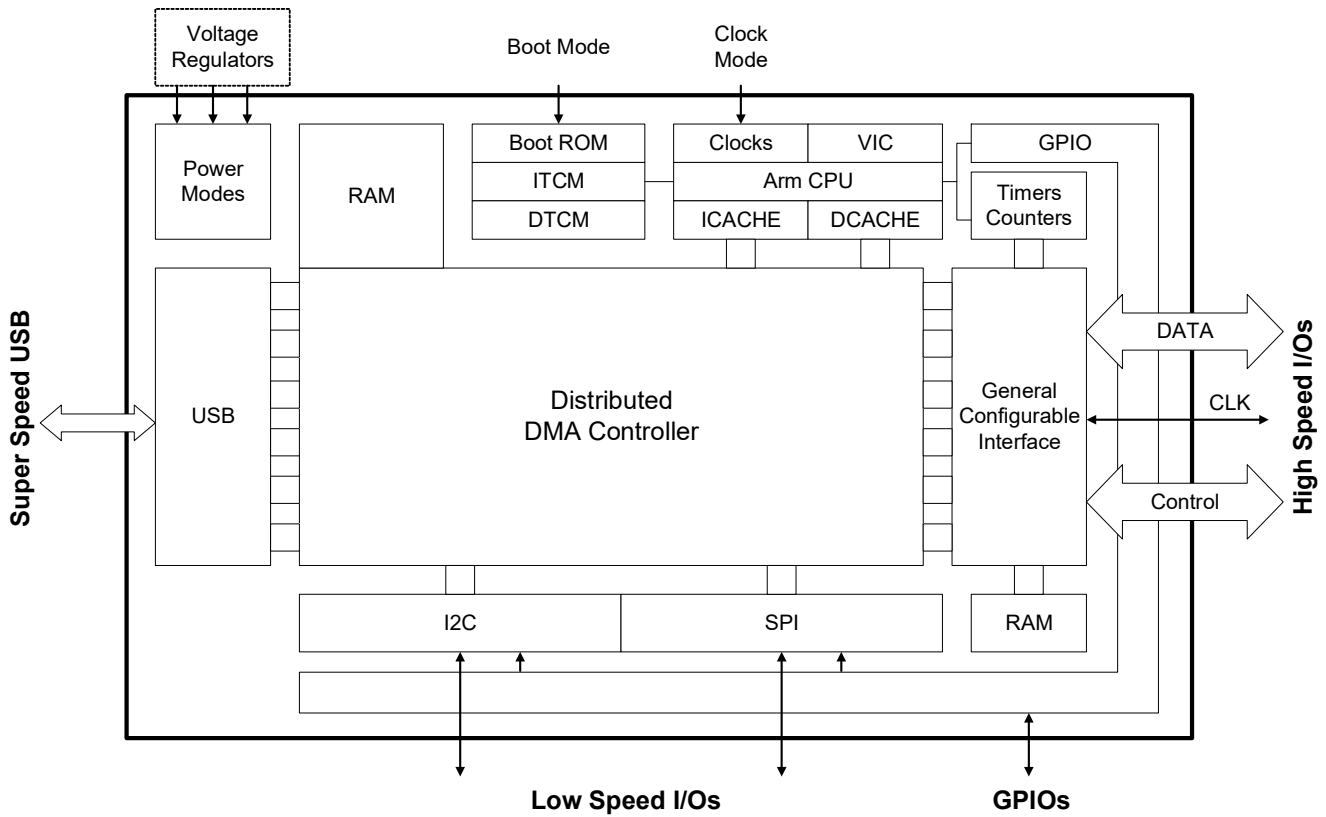 Voltage
Regulators
Boot Mode
Clock
Mode
Power
Modes
RAM
Boot ROM
ITCM
DTCM
Clocks
VIC
Arm CPU
ICACHE
DCACHE
GPIO
Timers
Counters
Super Speed USB
USB
Distributed
DMA Controller
General
Configurable
Interface
DATA
CLK
Control
High Speed I/Os
I2C
SPI
RAM
Low Speed I/Os
GPIOs